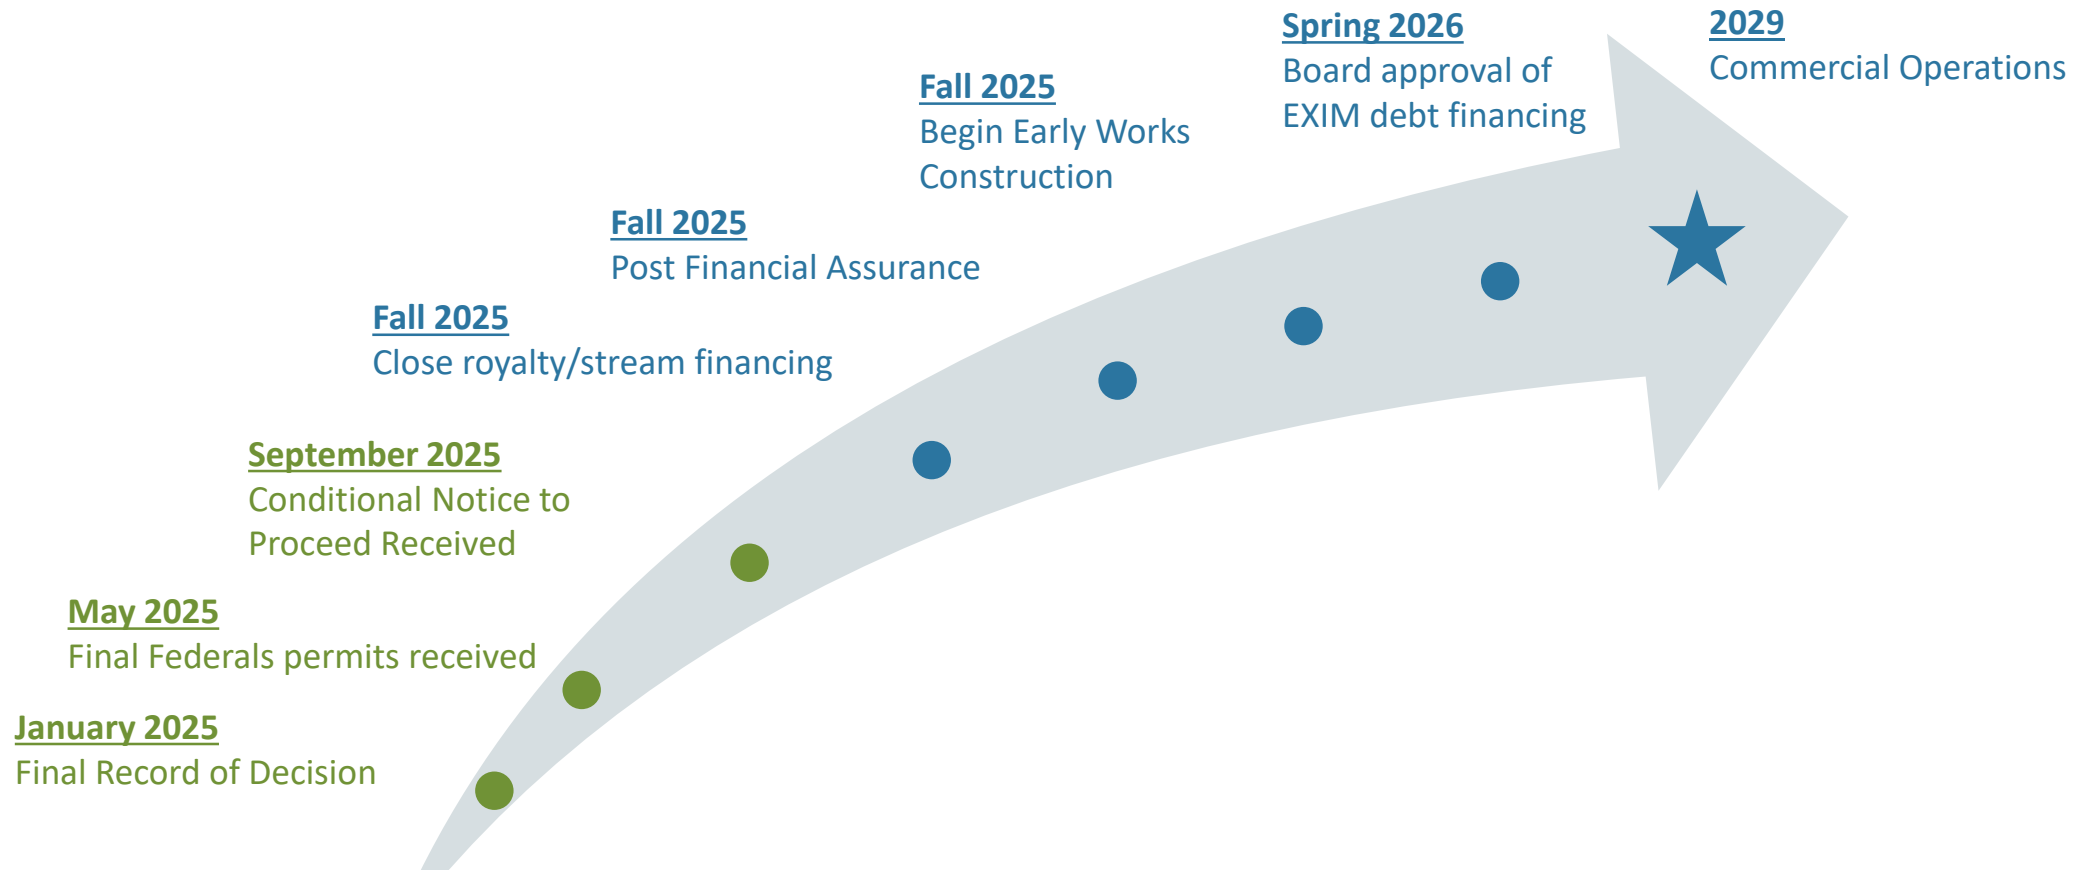 Spring 2026
Board approval of
EXIM debt financing
2029
Commercial Operations
Fall 2025
Begin Early Works
Construction
Fall 2025
Post Financial Assurance
Fall 2025
Close royalty/stream financing
September 2025
Conditional Notice to
Proceed Received
May 2025
Final Federals permits received
January 2025
Final Record of Decision